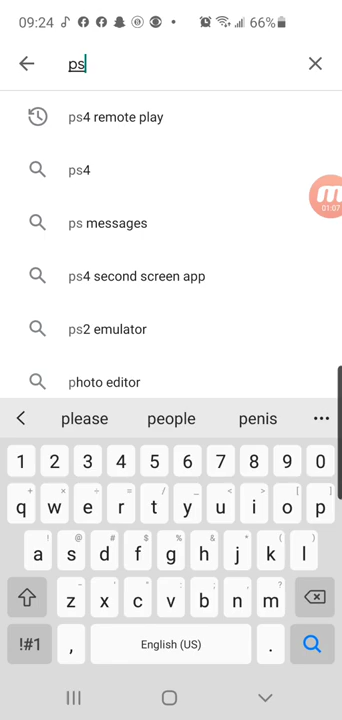 09:24 66%
ps
ps4 remote play
ps4
01:07
ps messages
ps4 second screen app
ps2 emulator
photo editor
please people penis
1 2 3 4 5 6 7 8 9 0
+ × ÷ = / _ < > [ ]
q w e r t y u i o p
! @ # $ % ^ & * ( )
a s d f g h j k l
- ' " : ; , ?
z x c v b n m
!#1 , English (US) .